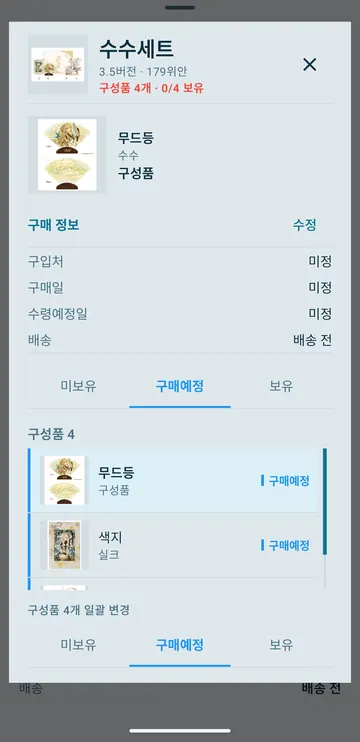 수수세트
3.5버전 · 179위안
구성품 4개 · 0/4 보유
무드등
수수
구성품
구매 정보
수정
구입처
미정
구매일
미정
수령예정일
미정
배송
배송 전
미보유
구매예정
보유
구성품 4
무드등
구성품
구매예정
색지
실크
구매예정
구성품 4개 일괄 변경
미보유
구매예정
보유
배송
배송 전